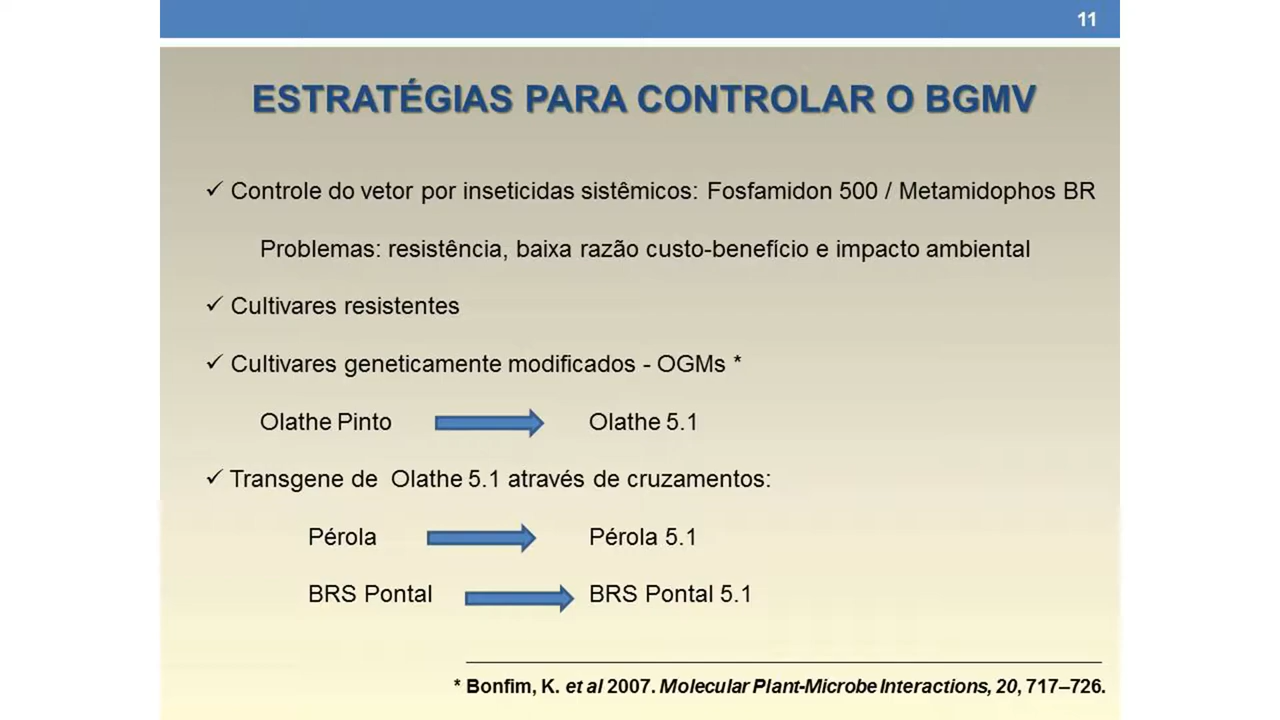 11
ESTRATÉGIAS PARA CONTROLAR O BGMV
✓ Controle do vetor por inseticidas sistêmicos: Fosfamidon 500 / Metamidophos BR
Problemas: resistência, baixa razão custo-benefício e impacto ambiental
✓ Cultivares resistentes
✓ Cultivares geneticamente modificados - OGMs *
Olathe Pinto Olathe 5.1
✓ Transgene de Olathe 5.1 através de cruzamentos:
Pérola Pérola 5.1
BRS Pontal BRS Pontal 5.1
* Bonfim, K. et al 2007. Molecular Plant-Microbe Interactions, 20, 717–726.